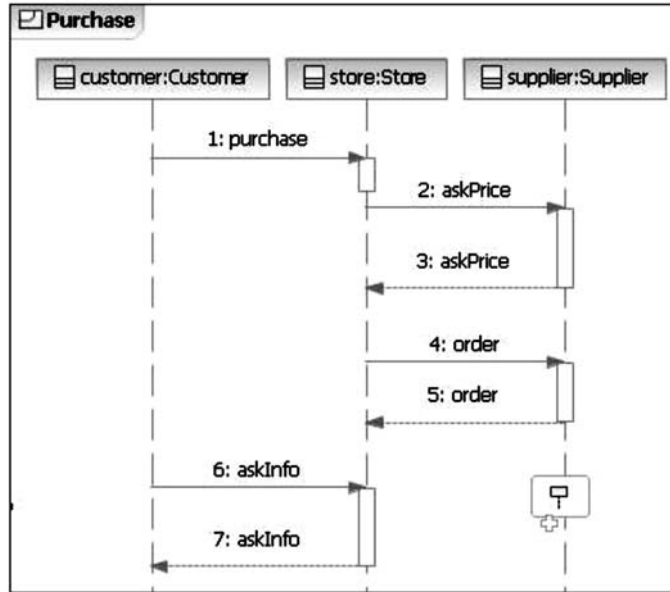 Purchase
customer:Customer
store:Store
supplier:Supplier
1: purchase
2: askPrice
3: askPrice
4: order
5: order
6: askInfo
7: askInfo